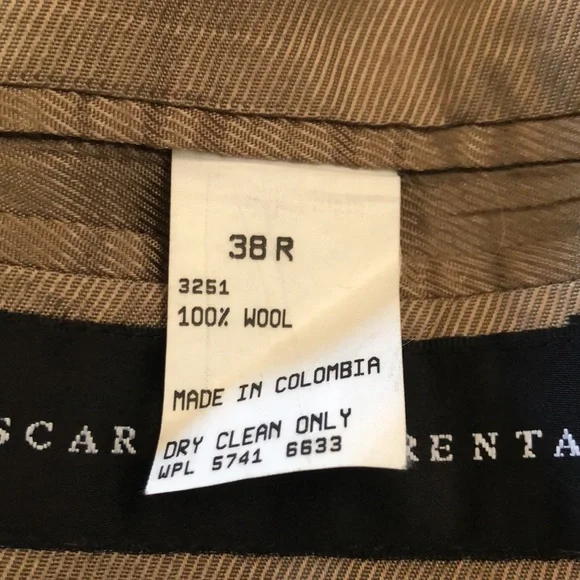 38 R
3251
100% WOOL
MADE IN COLOMBIA
DRY CLEAN ONLY
WPL 5741 6633
SCAR RENTA